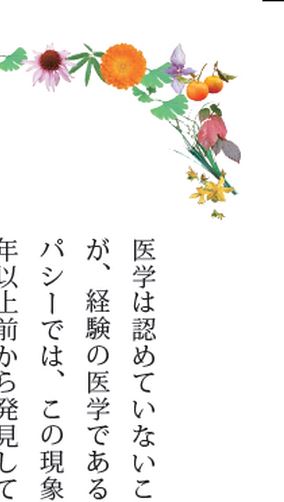 医学は認めていないこ
が、経験の医学である
パシーでは、この現象
年以上前から発見して